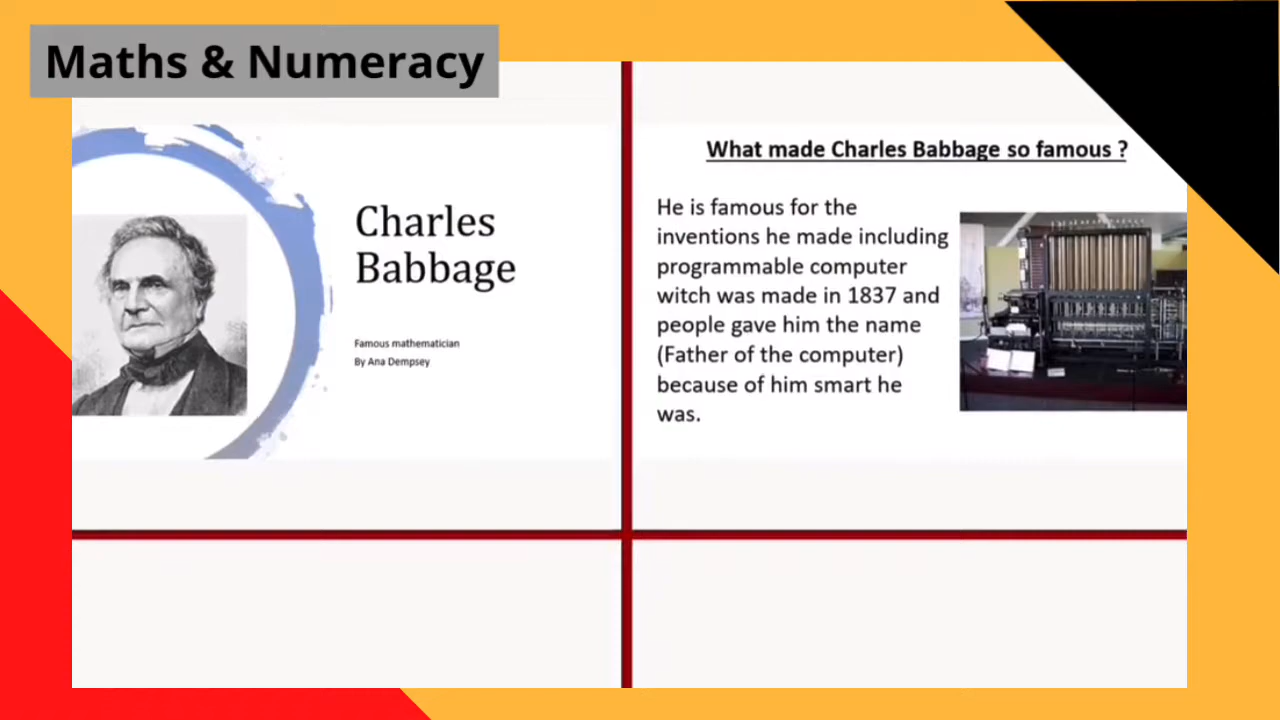 Maths & Numeracy
Charles
Babbage
Famous mathematician
By Ana Dempsey
What made Charles Babbage so famous ?
He is famous for the
inventions he made including
programmable computer
witch was made in 1837 and
people gave him the name
(Father of the computer)
because of him smart he
was.